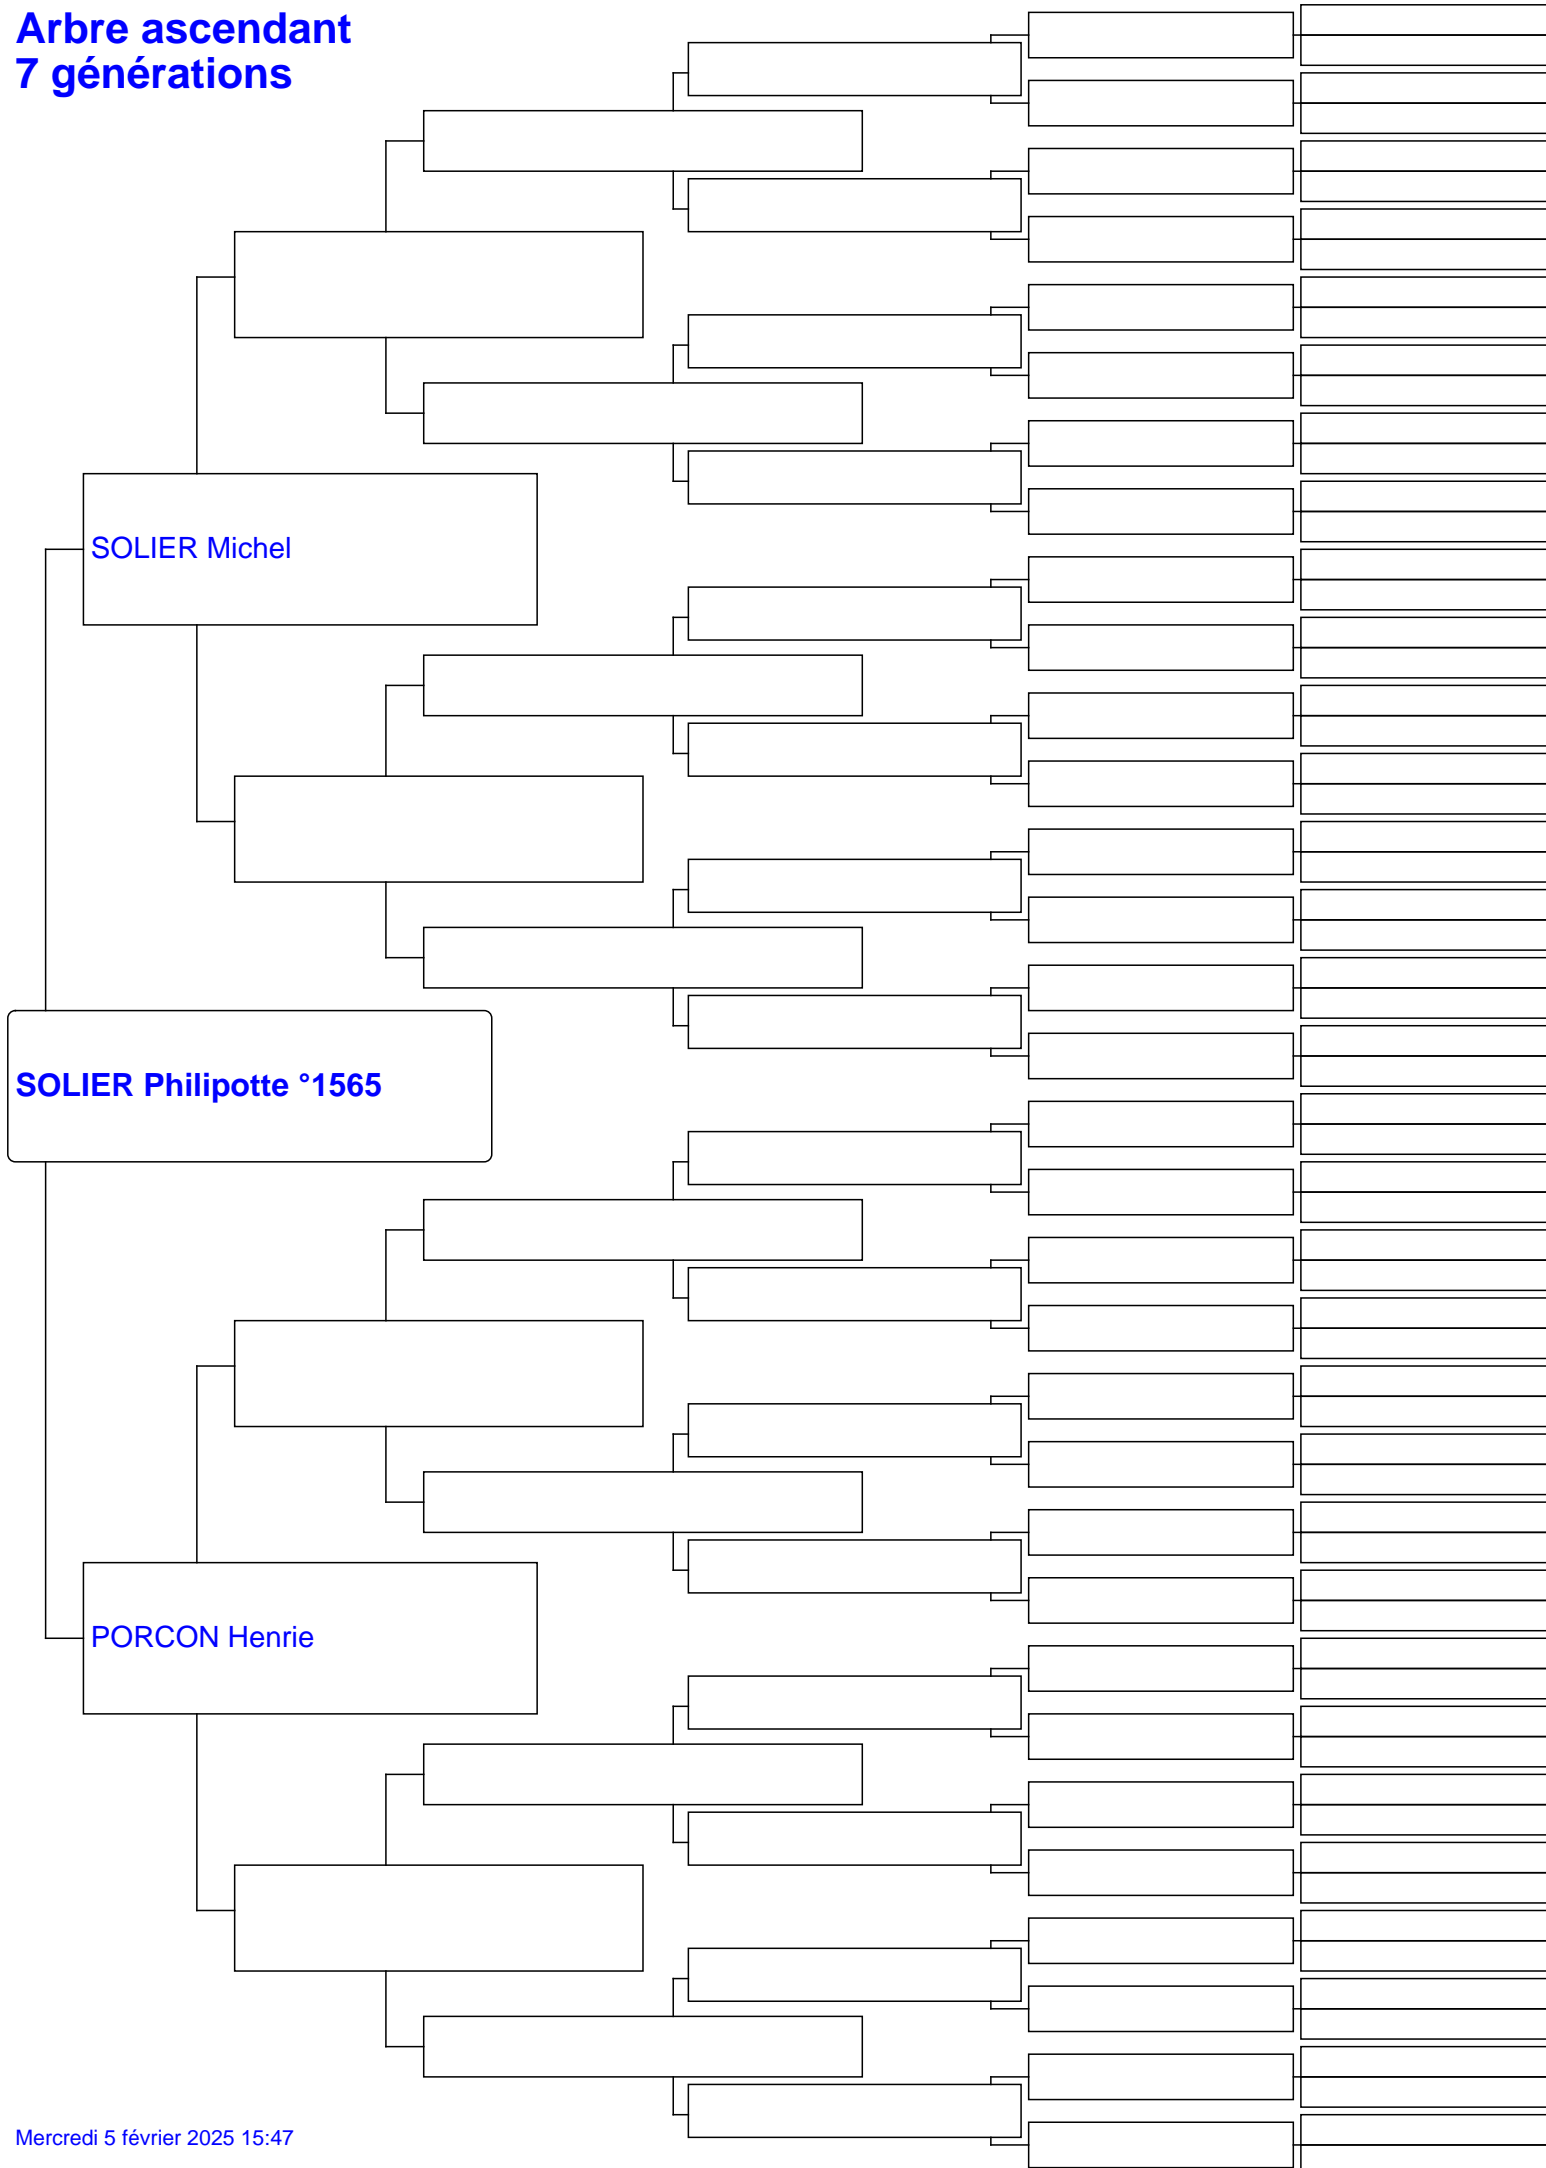 Arbre ascendant
7 générations
SOLIER Michel
SOLIER Philipotte °1565
PORCON Henrie
Mercredi 5 février 2025 15:47